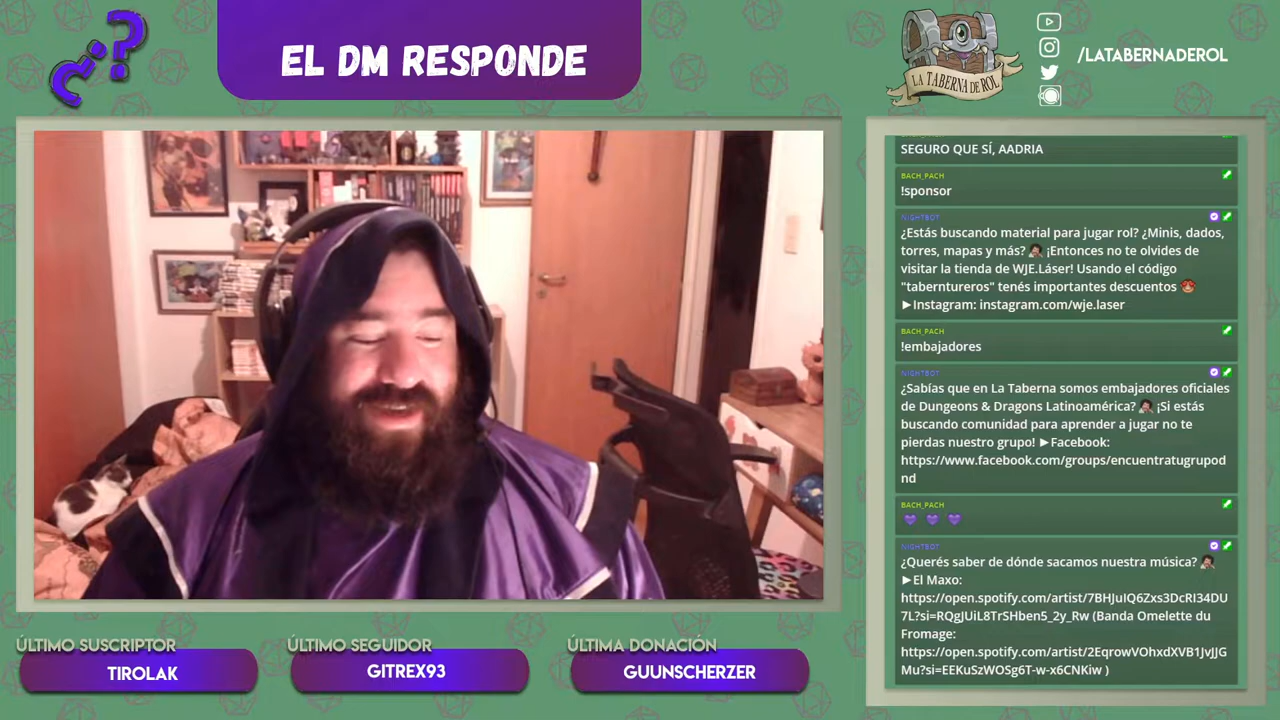 EL DM RESPONDE
LA TABERNA DE ROL
/LATABERNADEROL
SEGURO QUE SÍ, AADRIA
BACH_PACH
!sponsor
NIGHTBOT
¿Estás buscando material para jugar rol? ¿Minis, dados,
torres, mapas y más? ¡Entonces no te olvides de
visitar la tienda de WJE.Láser! Usando el código
"taberntureros" tenés importantes descuentos
►Instagram: instagram.com/wje.laser
BACH_PACH
!embajadores
NIGHTBOT
¿Sabías que en La Taberna somos embajadores oficiales
de Dungeons & Dragons Latinoamérica? ¡Si estás
buscando comunidad para aprender a jugar no te
pierdas nuestro grupo! ►Facebook:
https://www.facebook.com/groups/encuentratugrupod
nd
BACH_PACH
NIGHTBOT
¿Querés saber de dónde sacamos nuestra música?
►El Maxo:
https://open.spotify.com/artist/7BHJuIQ6Zxs3DcRI34DU
7L?si=RQgJUiL8TrSHben5_2y_Rw (Banda Omelette du
Fromage:
https://open.spotify.com/artist/2EqrowVOhxdXVB1JvJJG
Mu?si=EEKuSzWOSg6T-w-x6CNKiw )
ÚLTIMO SUSCRIPTOR
TIROLAK
ÚLTIMO SEGUIDOR
GITREX93
ÚLTIMA DONACIÓN
GUUNSCHERZER